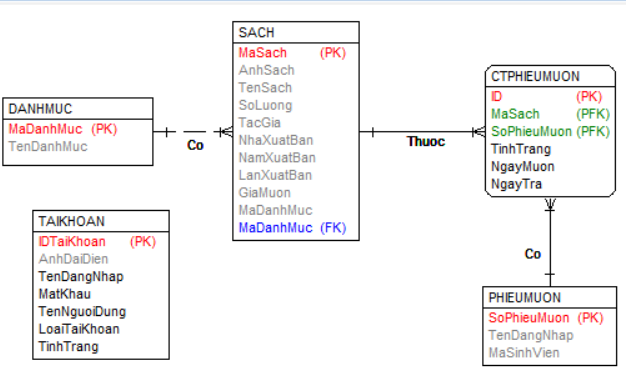 SACH
MaSach (PK)
AnhSach
TenSach
SoLuong
TacGia
NhaXuatBan
NamXuatBan
LanXuatBan
GiaMuon
MaDanhMuc
MaDanhMuc (FK)
DANHMUC
MaDanhMuc (PK)
TenDanhMuc
Co
Thuoc
CTPHIEUMUON
ID (PK)
MaSach (PFK)
SoPhieuMuon (PFK)
TinhTrang
NgayMuon
NgayTra
TAIKHOAN
IDTaiKhoan (PK)
AnhDaiDien
TenDangNhap
MatKhau
TenNguoiDung
LoaiTaiKhoan
TinhTrang
Co
PHIEUMUON
SoPhieuMuon (PK)
TenDangNhap
MaSinhVien